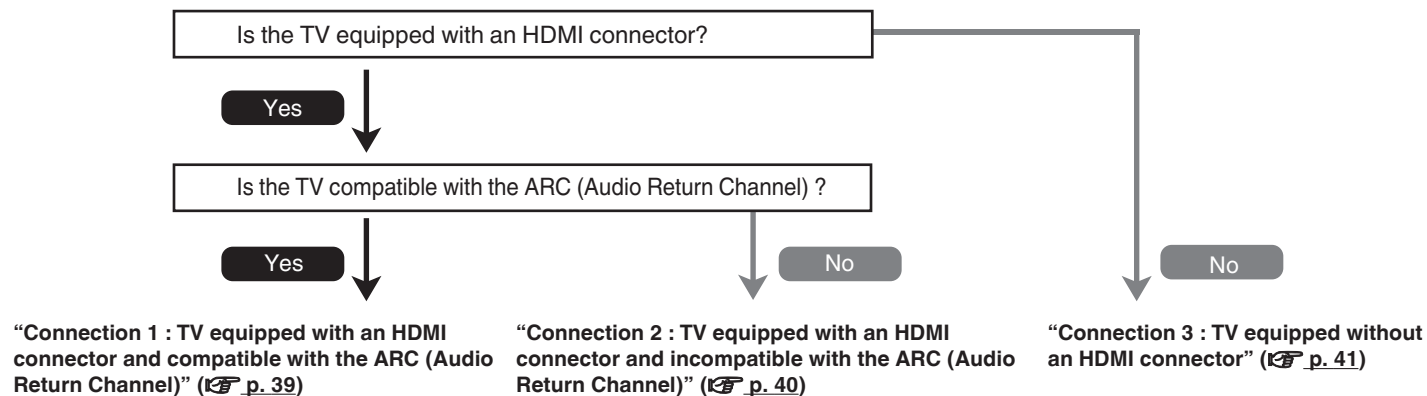 Is the TV equipped with an HDMI connector?
Yes
Is the TV compatible with the ARC (Audio Return Channel) ?
Yes
No
No
“Connection 1 : TV equipped with an HDMI
connector and compatible with the ARC (Audio
Return Channel)” (☞ p. 39)
“Connection 2 : TV equipped with an HDMI
connector and incompatible with the ARC (Audio
Return Channel)” (☞ p. 40)
“Connection 3 : TV equipped without
an HDMI connector” (☞ p. 41)